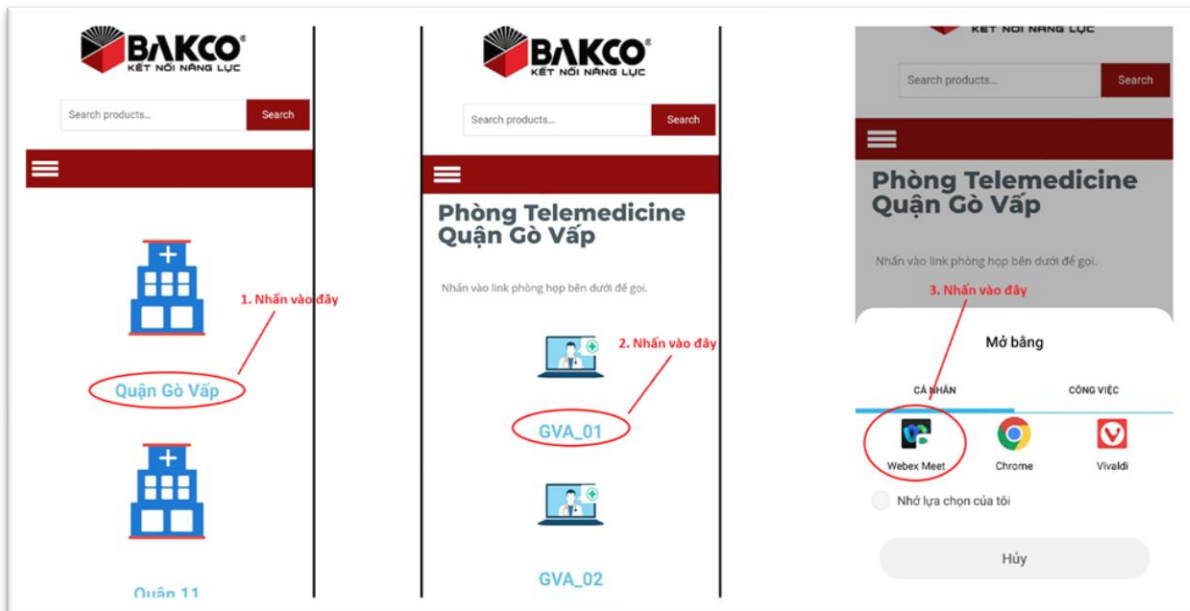 BAKCO®
KẾT NỐI NĂNG LỰC
Search products...
Search
1. Nhấn vào đây
Quận Gò Vấp
Quận 11
BAKCO®
KẾT NỐI NĂNG LỰC
Search products...
Search
Phòng Telemedicine
Quận Gò Vấp
Nhấn vào link phòng họp bên dưới để gọi.
2. Nhấn vào đây
GVA_01
GVA_02
KẾT NỐI NĂNG LỰC
Search products...
Search
Phòng Telemedicine
Quận Gò Vấp
Nhấn vào link phòng họp bên dưới để gọi.
3. Nhấn vào đây
Mở bằng
CÁ NHÂN
CÔNG VIỆC
Webex Meet
Chrome
Vivaldi
Nhớ lựa chọn của tôi
Hủy